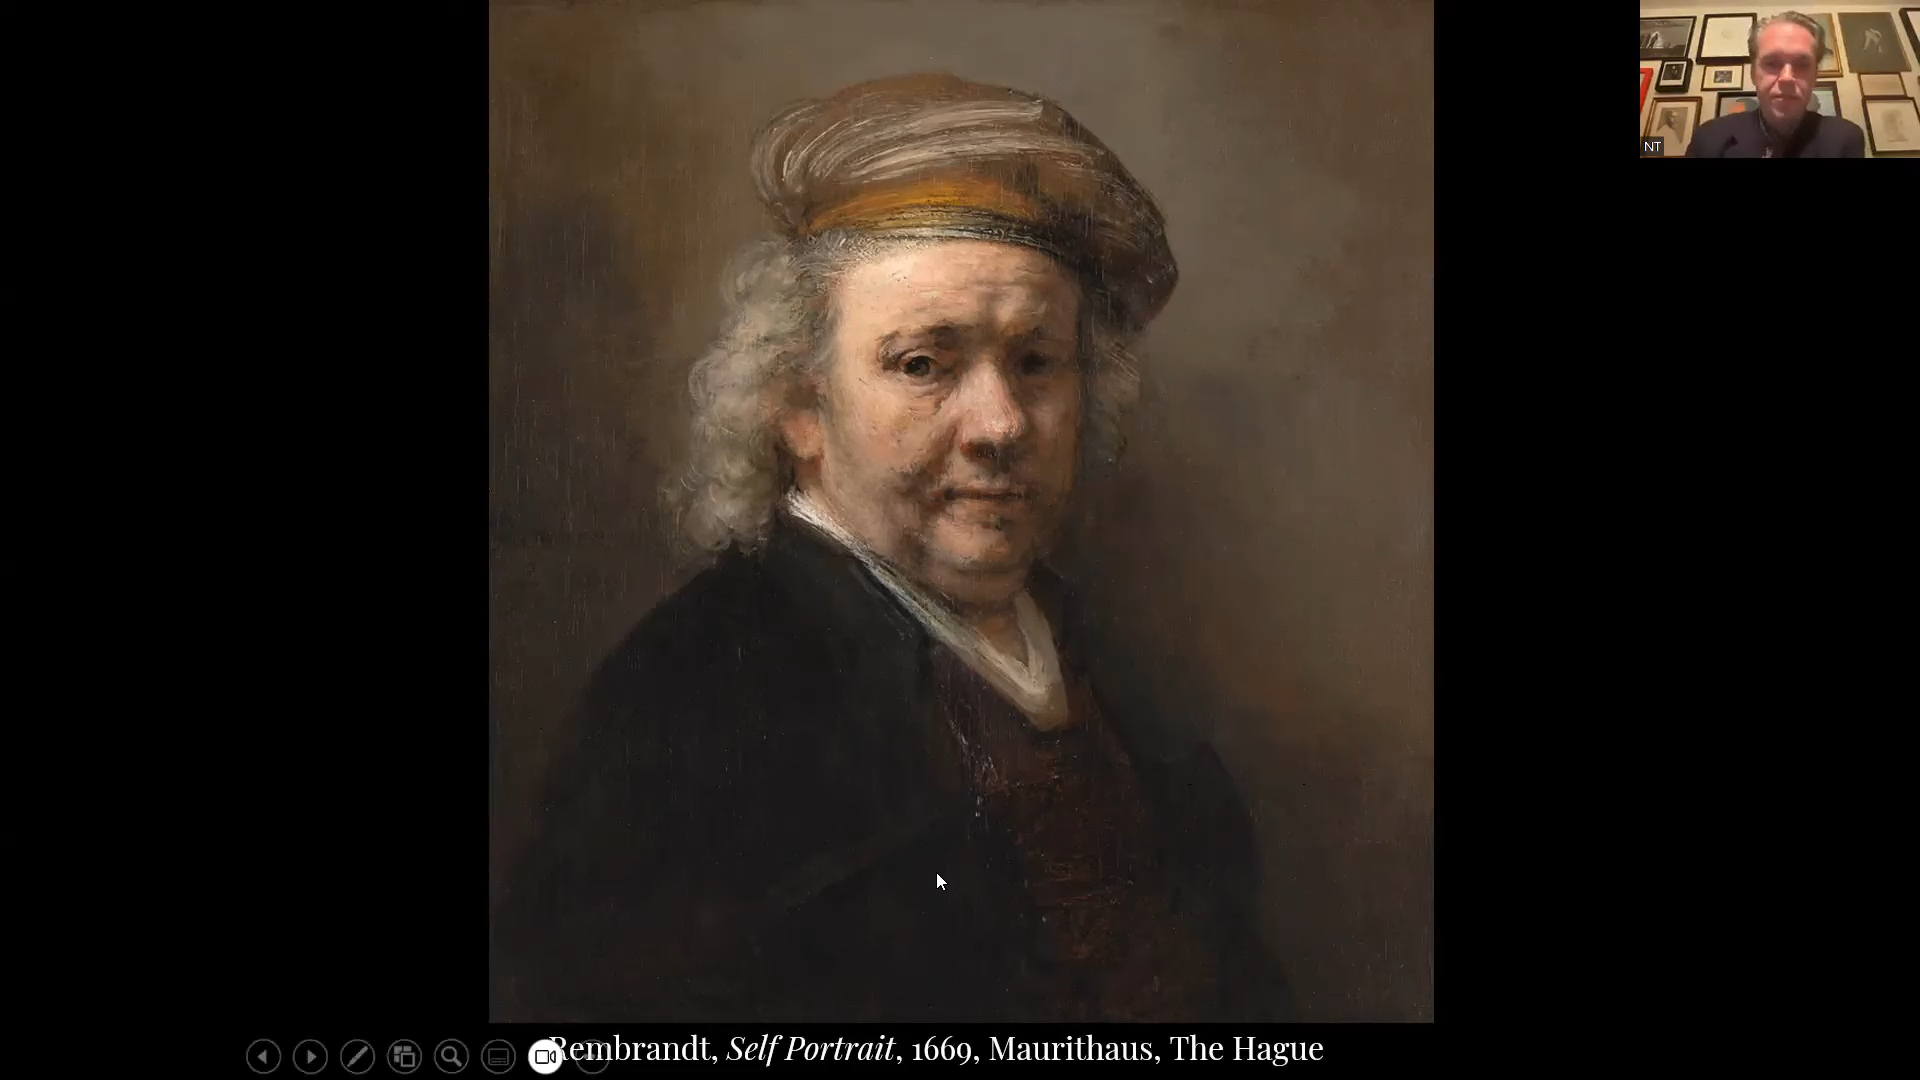 NT
Rembrandt, Self Portrait, 1669, Maurithaus, The Hague